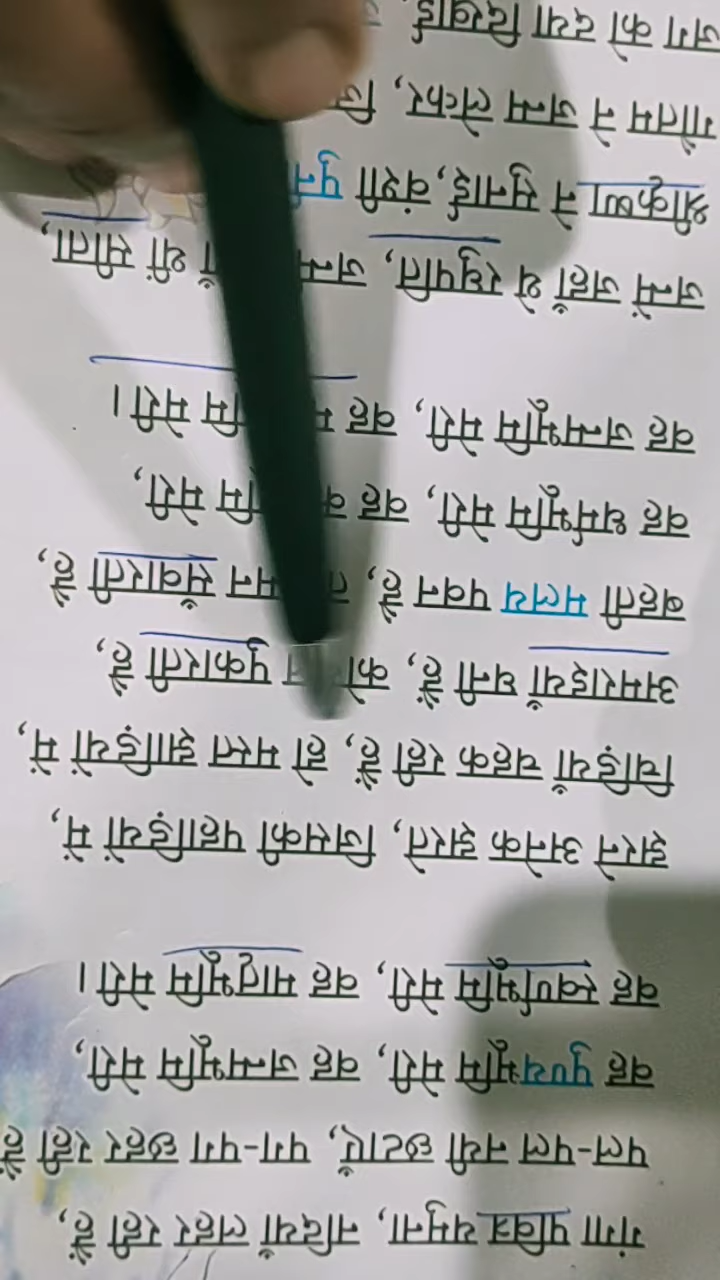 गंगा पवित्र यमुना, नदियाँ लहर रही हैं,
पल-पल नयी छटाएँ, पग-पग छहर रही हैं
वह पुण्यभूमि मेरी, वह जन्मभूमि मेरी,
वह स्वर्णभूमि मेरी, वह मातृभूमि मेरी।
झरने अनेक झरते, जिसकी पहाड़ियों में,
चिड़ियाँ चहक रही हैं, हो मस्त झाड़ियों में,
अमराइयाँ घनी हैं, पुकारती है,
बहती मलय पवन है, सँवारती है,
वह धर्मभूमि मेरी, वह मेरी,
वह जन्मभूमि मेरी, वह मेरी।
जन्मे जहाँ थे रघुपति, थी सीता,
श्रीकृष्ण ने सुनाई, वंशी
गौतम ने जन्म लेकर,
जग को दया दिखाई,